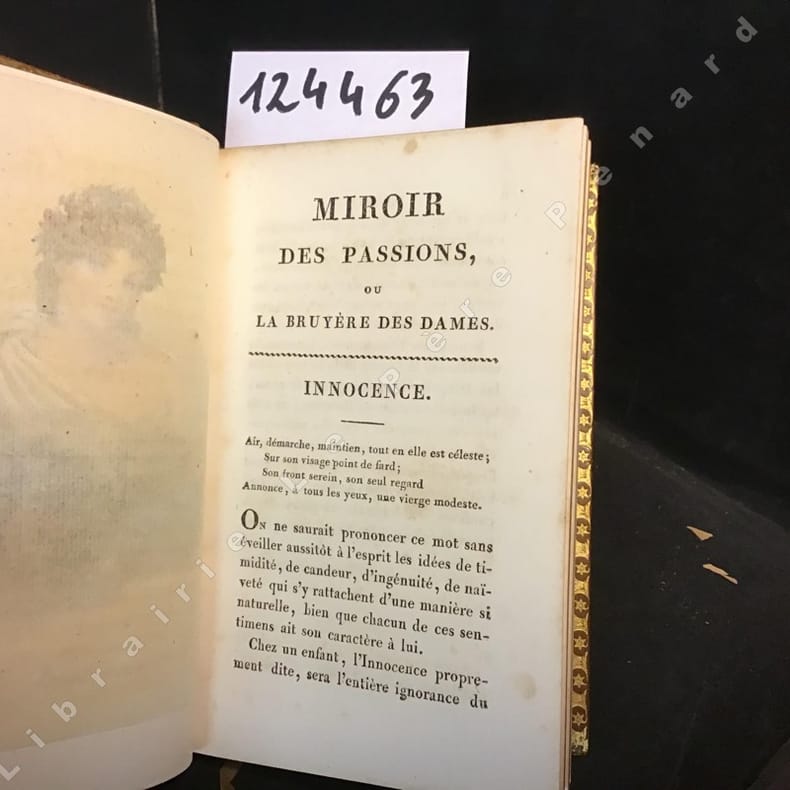 124463
MIROIR
DES PASSIONS,
OU
LA BRUYÈRE DES DAMES.
INNOCENCE.
Air, démarche, maintien, tout en elle est céleste;
Sur son visage point de fard;
Son front serein, son seul regard
Annonce, à tous les yeux, une vierge modeste.
On ne saurait prononcer ce mot sans
éveiller aussitôt à l'esprit les idées de ti-
midité, de candeur, d'ingénuité, de naï-
veté qui s'y rattachent d'une manière si
naturelle, bien que chacun de ces sen-
timens ait son caractère à lui.
Chez un enfant, l'Innocence propre-
ment dite, sera l'entière ignorance du
Librairie Le Père Penard